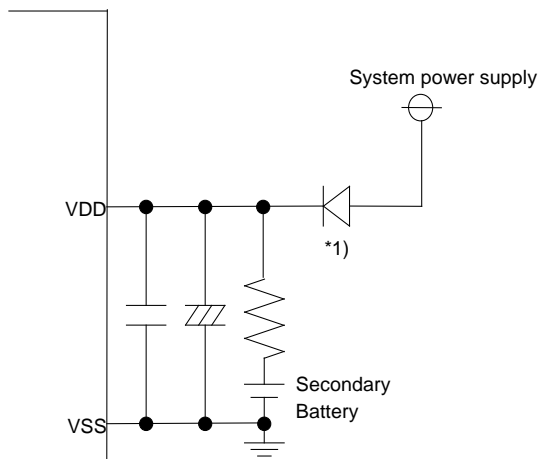 System power supply
VDD
*1)
Secondary
Battery
VSS